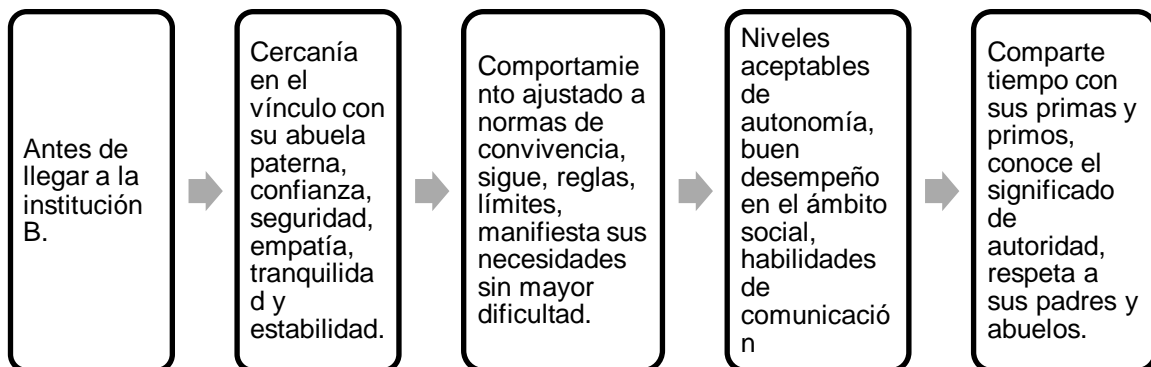 Antes de
llegar a la
institución
B.
Cercanía
en el
vínculo con
su abuela
paterna,
confianza,
seguridad,
empatía,
tranquilida
d y
estabilidad.
Comportamie
nto ajustado a
normas de
convivencia,
sigue, reglas,
límites,
manifiesta sus
necesidades
sin mayor
dificultad.
Niveles
aceptables
de
autonomía,
buen
desempeño
en el ámbito
social,
habilidades
de
comunicació
n
Comparte
tiempo con
sus primas y
primos,
conoce el
significado
de
autoridad,
respeta a
sus padres y
abuelos.